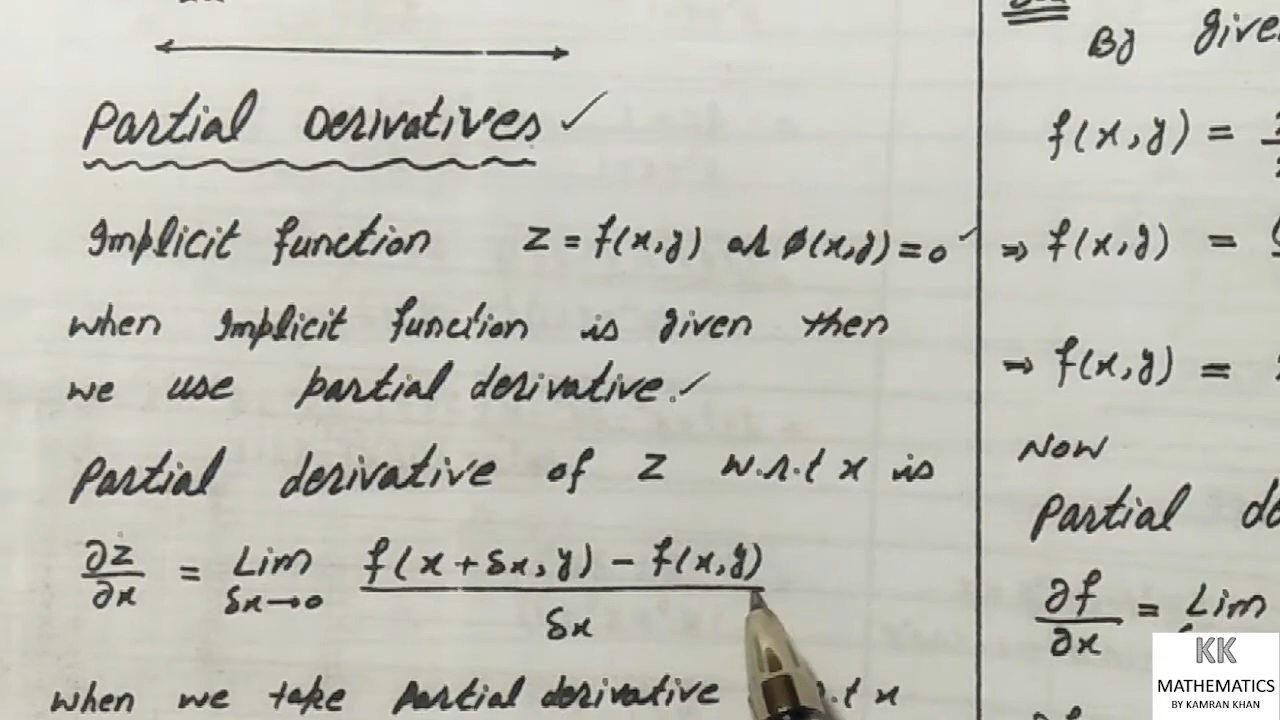 Partial Derivatives ✓
Implicit function z = f(x,y) or ϕ(x,y) = 0 ✓
when Implicit function is given then
we use partial derivative. ✓
Partial derivative of z w.r.t x is
∂z/∂x = Lim δx→0 f(x+δx, y) − f(x,y) / δx
when we take partial derivative r.t x
By give
f(x,y) =
⇒ f(x,y) =
⇒ f(x,y) =
Now
Partial de
∂f/∂x = Lim
KK
MATHEMATICS
BY KAMRAN KHAN